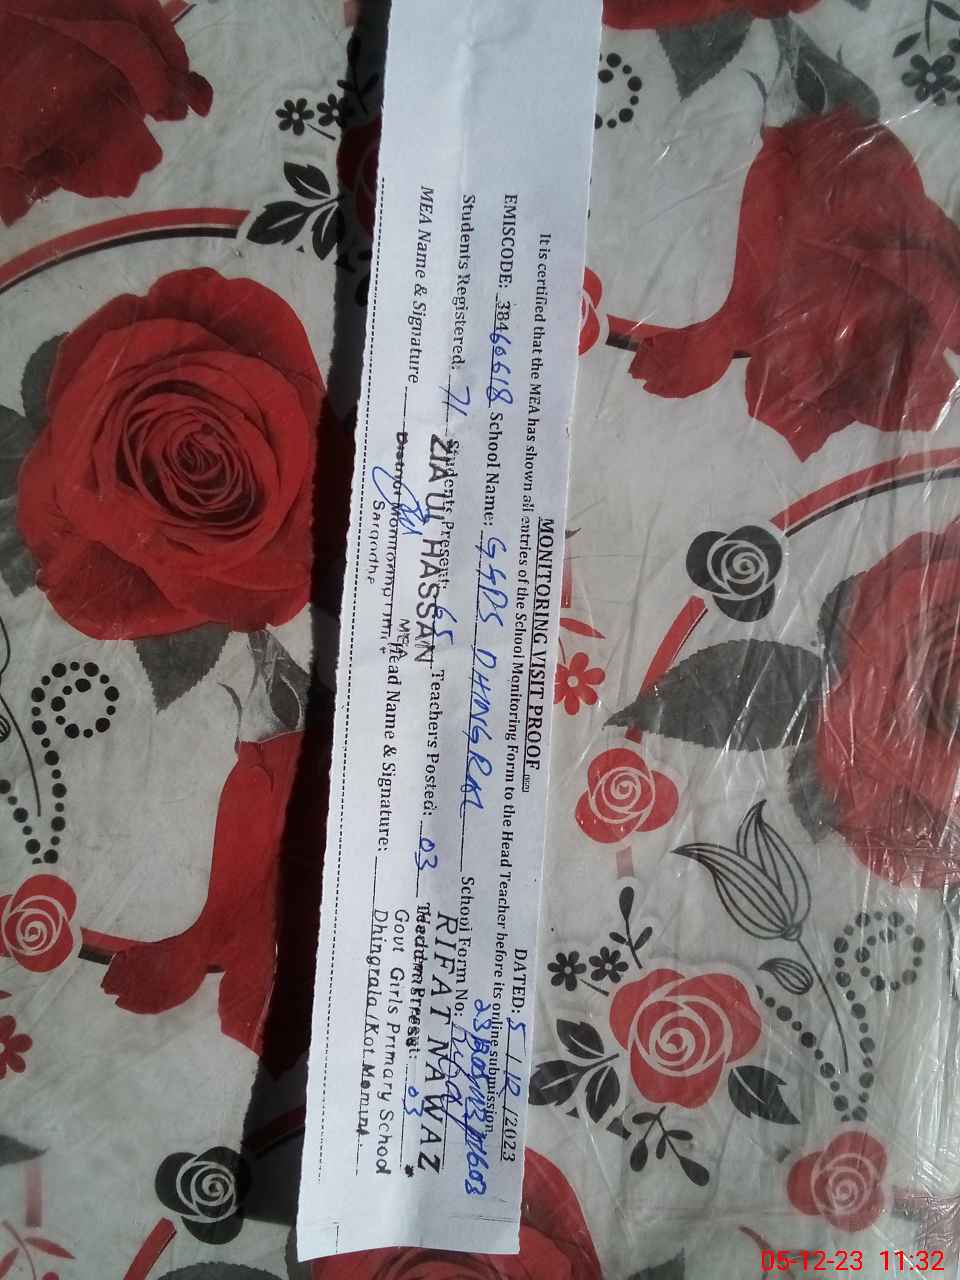 MONITORING VISIT PROOF
DATED: 5/12/2023
It is certified that the MEA has shown all entries of the School Monitoring Form to the Head Teacher before its online submission
EMISCODE: 38460618 School Name: GGPS DHINGRAL School Form No:
Students Registered: 71 Students Present: 65 Teachers Posted: 03 Present: 03
MEA Name & Signature Head Name & Signature:
ZIA UL HASSAN
MEA
District Monitoring
Sargodha
RIFAT NAWAZ
Govt Girls Primary School
Dhingrala/Kot Momin
05-12-23 11:32